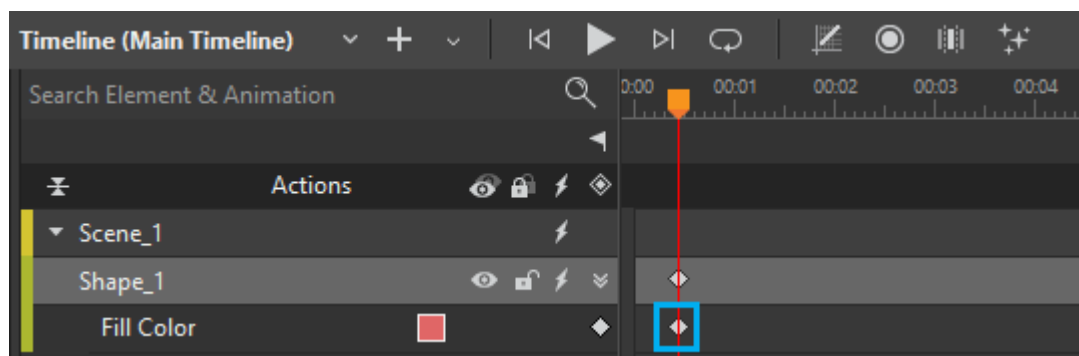 Timeline (Main Timeline)
Search Element & Animation
0:00 00:01 00:02 00:03 00:04
Actions
Scene_1
Shape_1
Fill Color